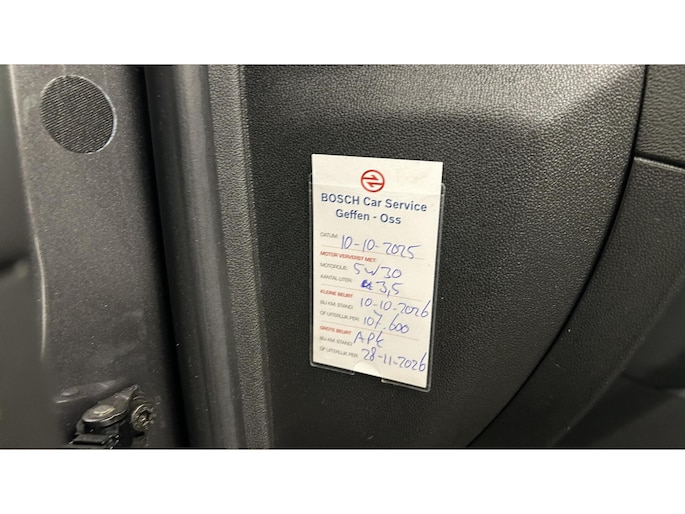 BOSCH Car Service
Geffen - Oss
DATUM: 10-10-2025
MOTOR VERVERST MET:
MOTOROLIE: 5W30
AANTAL LITER: 3,5
KLEINE BEURT
BIJ KM. STAND: 10-10-2026
OF UITERLIJK PER: 107.600
GROTE BEURT
BIJ KM. STAND: APK
OF UITERLIJK PER: 28-11-2026